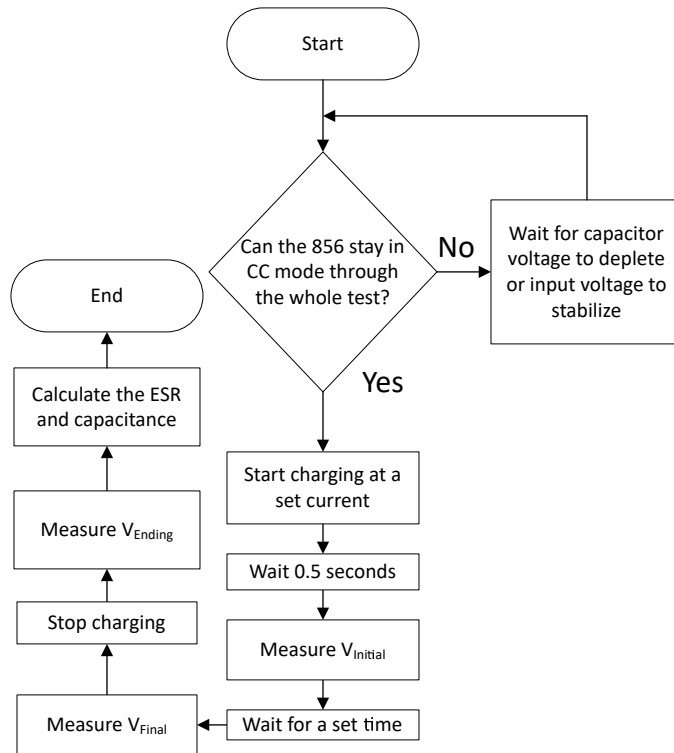 Start
Can the 856 stay in
CC mode through
the whole test?
No
Wait for capacitor
voltage to deplete
or input voltage to
stabilize
Yes
Start charging at a
set current
Wait 0.5 seconds
Measure VInitial
Wait for a set time
Measure VFinal
Stop charging
Measure VEnding
Calculate the ESR
and capacitance
End